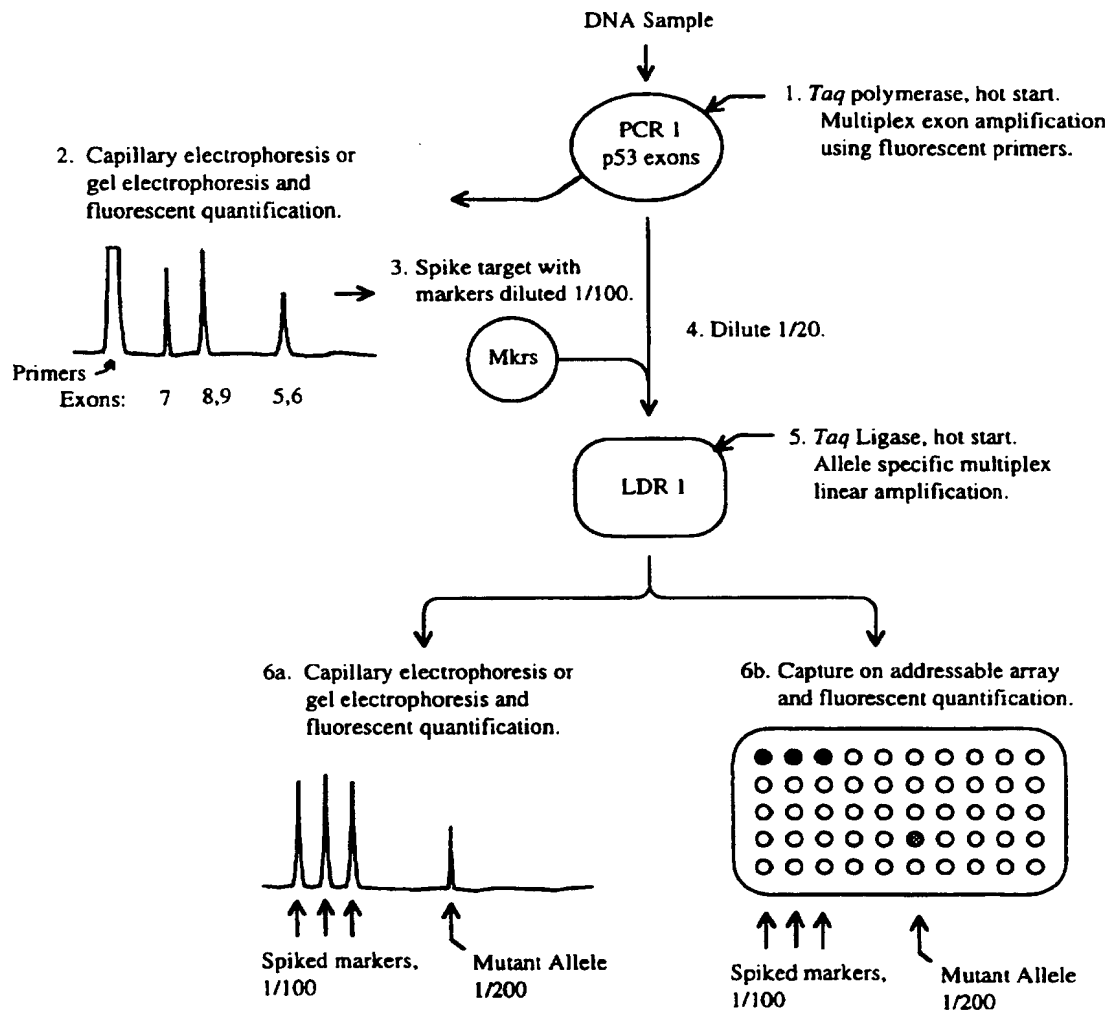 DNA Sample
1. Taq polymerase, hot start.
Multiplex exon amplification
using fluorescent primers.
PCR 1
p53 exons
2. Capillary electrophoresis or
gel electrophoresis and
fluorescent quantification.
3. Spike target with
markers diluted 1/100.
4. Dilute 1/20.
Mkrs
Primers
Exons: 7 8,9 5,6
5. Taq Ligase, hot start.
Allele specific multiplex
linear amplification.
LDR 1
6a. Capillary electrophoresis or
gel electrophoresis and
fluorescent quantification.
6b. Capture on addressable array
and fluorescent quantification.
Spiked markers,
1/100
Mutant Allele
1/200
Spiked markers,
1/100
Mutant Allele
1/200